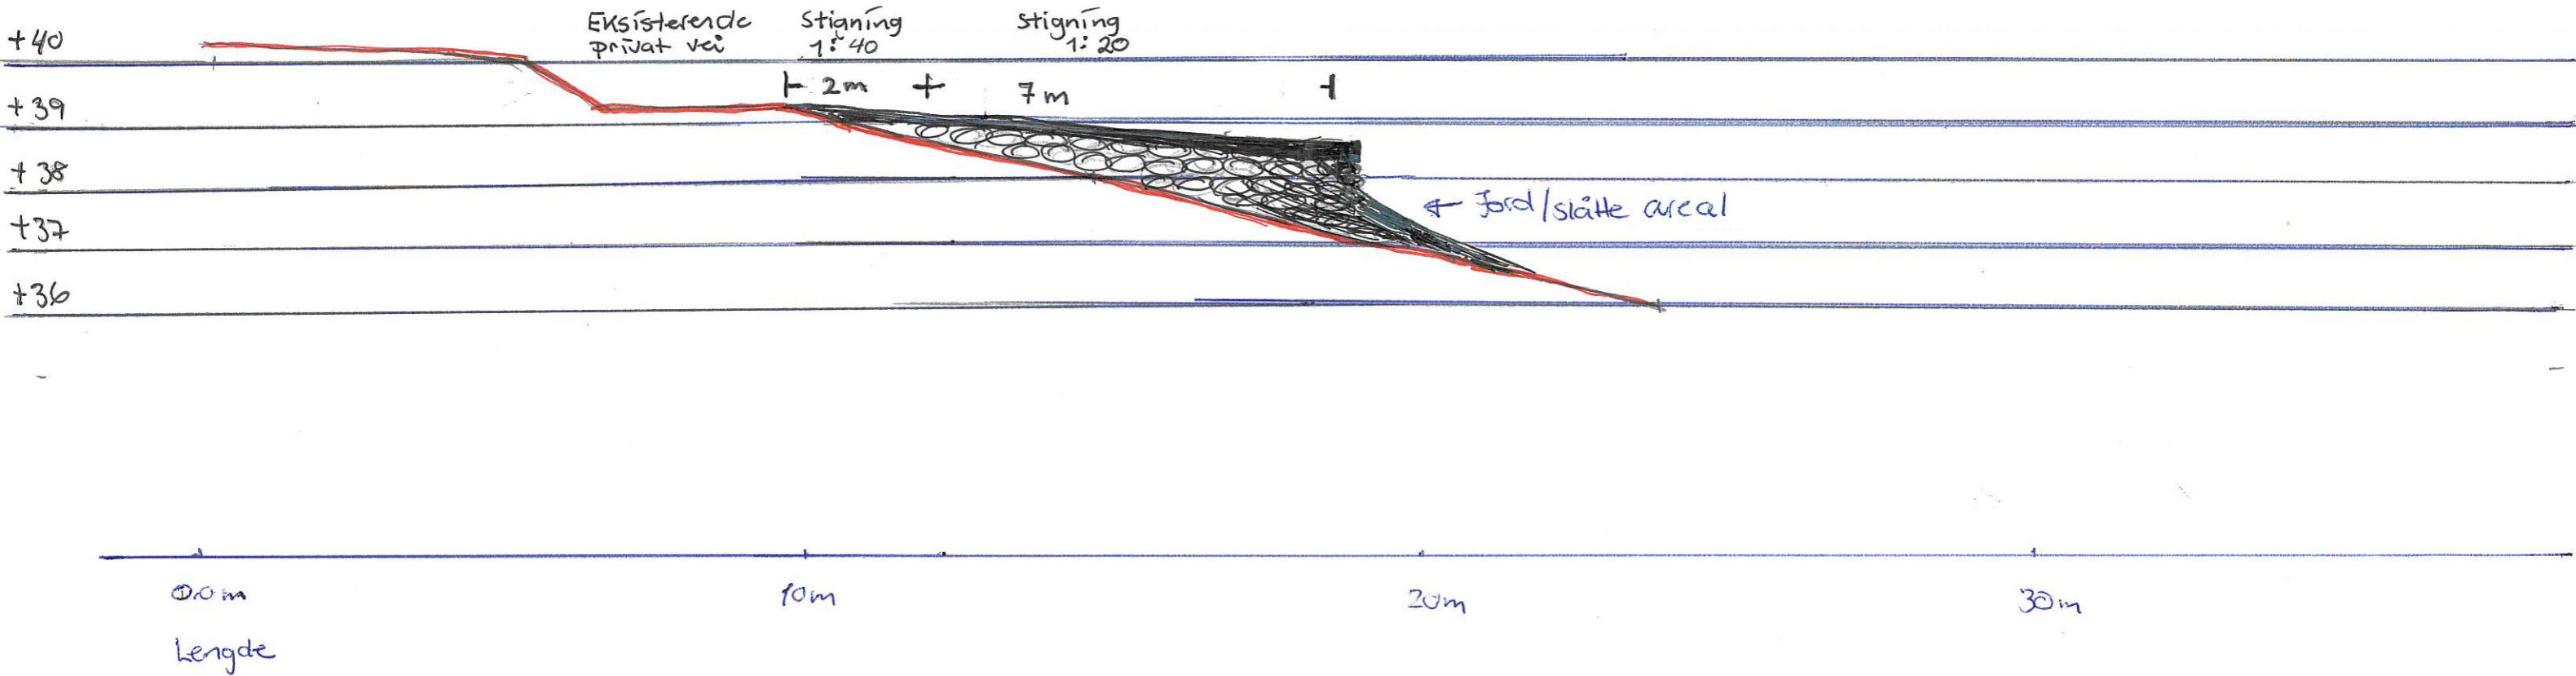 Eksisterende
privat vei
Stigning
1:40
Stigning
1:20
+40
2m
7m
+39
+38
← Jord/slåtte areal
+37
+36
0.0m
10m
20m
30m
Lengde